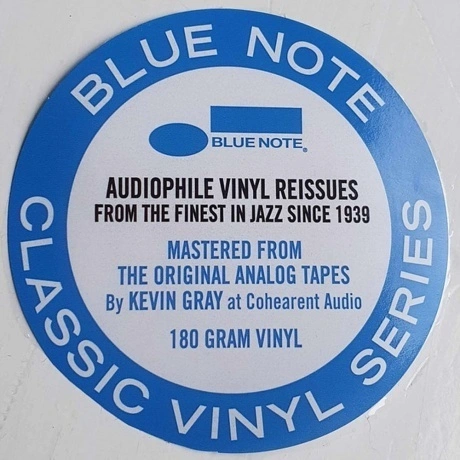 BLUE NOTE
BLUE NOTE®
AUDIOPHILE VINYL REISSUES
FROM THE FINEST IN JAZZ SINCE 1939
MASTERED FROM
THE ORIGINAL ANALOG TAPES
By KEVIN GRAY at Cohearent Audio
180 GRAM VINYL
CLASSIC VINYL SERIES